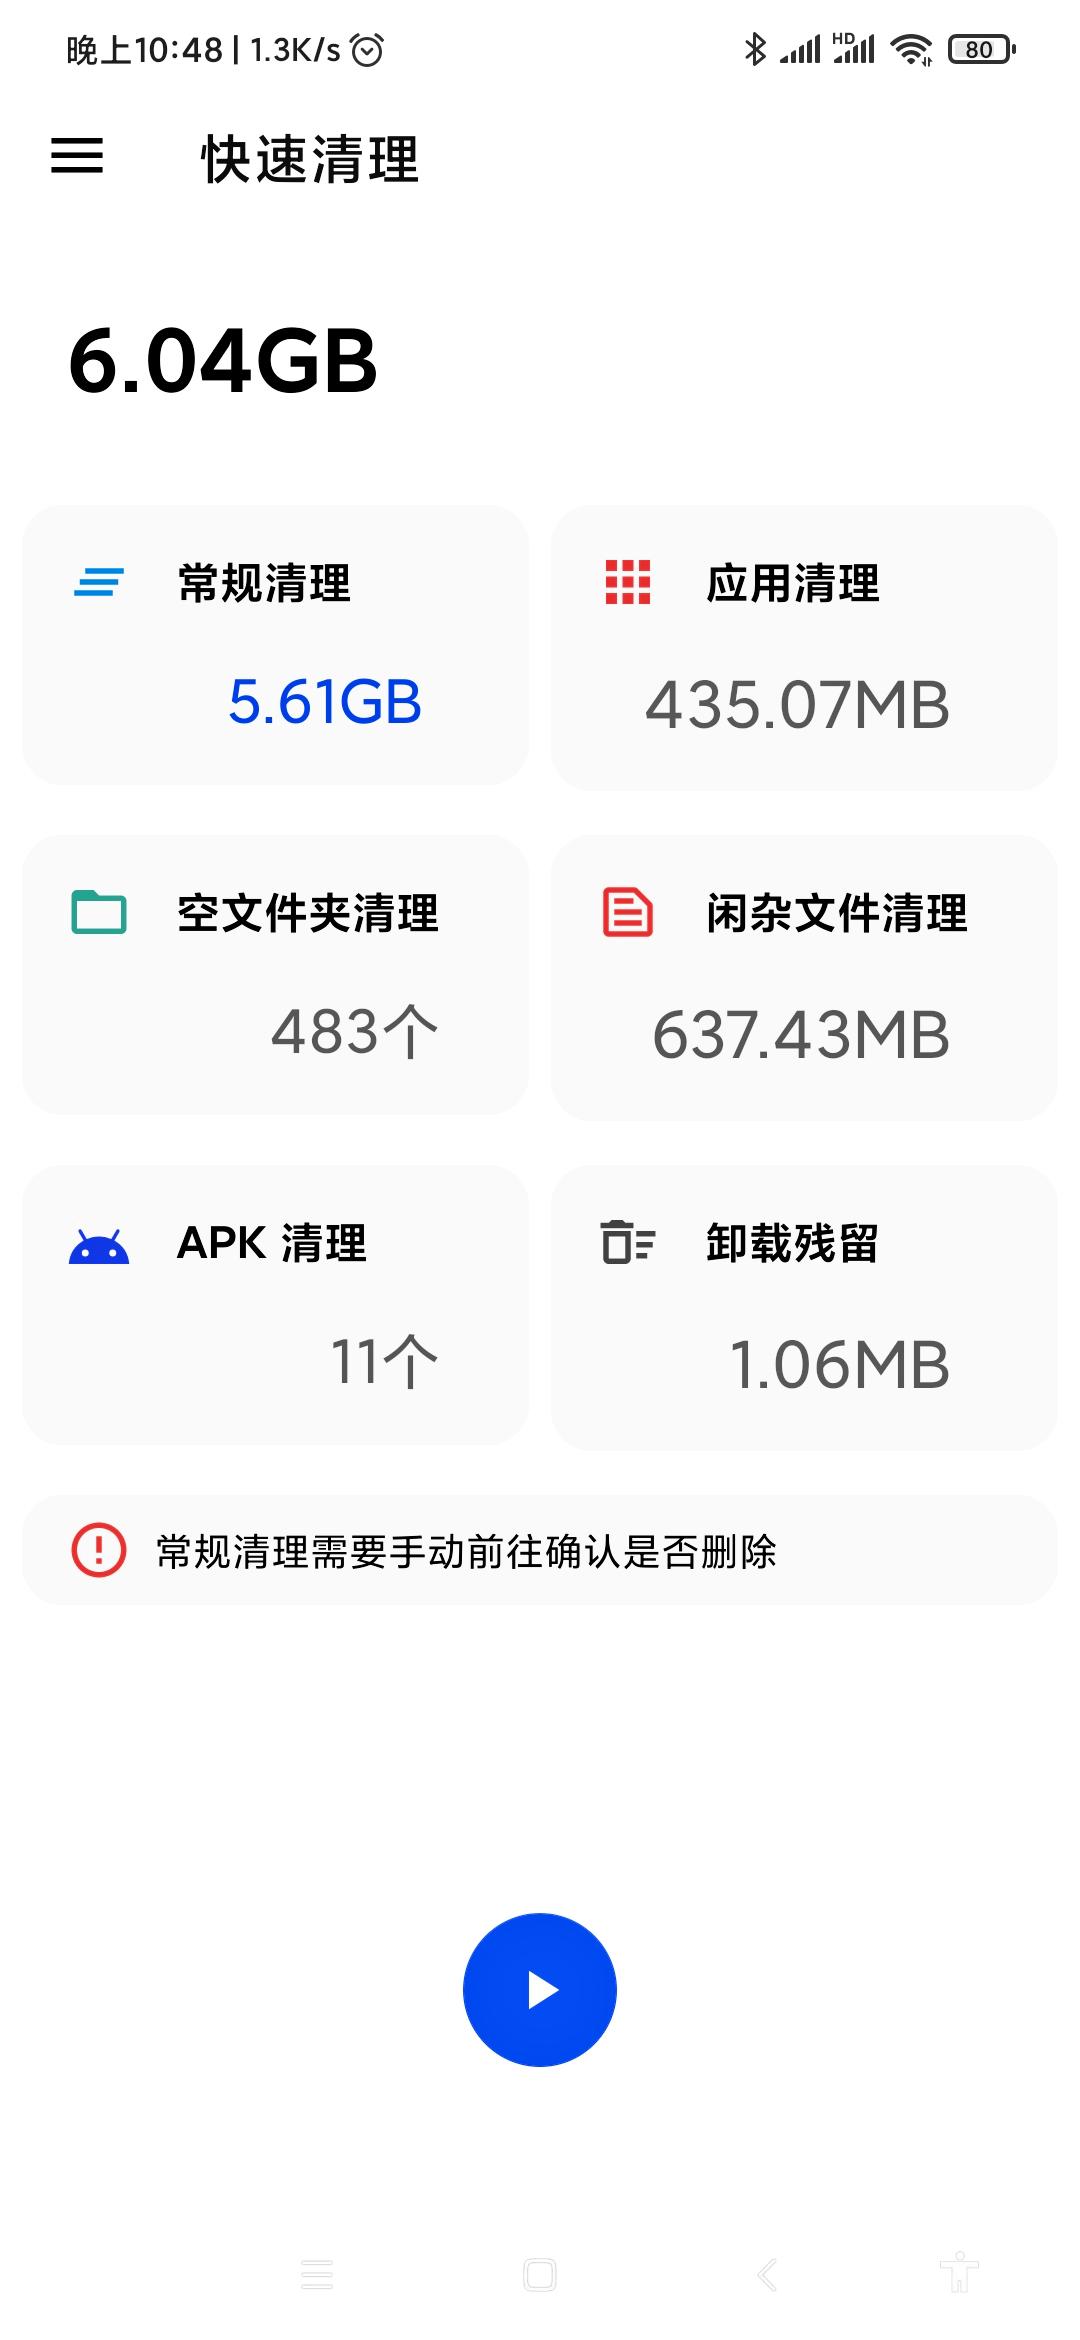 晚上10:48 | 1.3K/s
HD
80
快速清理
6.04GB
常规清理
5.61GB
应用清理
435.07MB
空文件夹清理
483个
闲杂文件清理
637.43MB
APK 清理
11个
卸载残留
1.06MB
常规清理需要手动前往确认是否删除